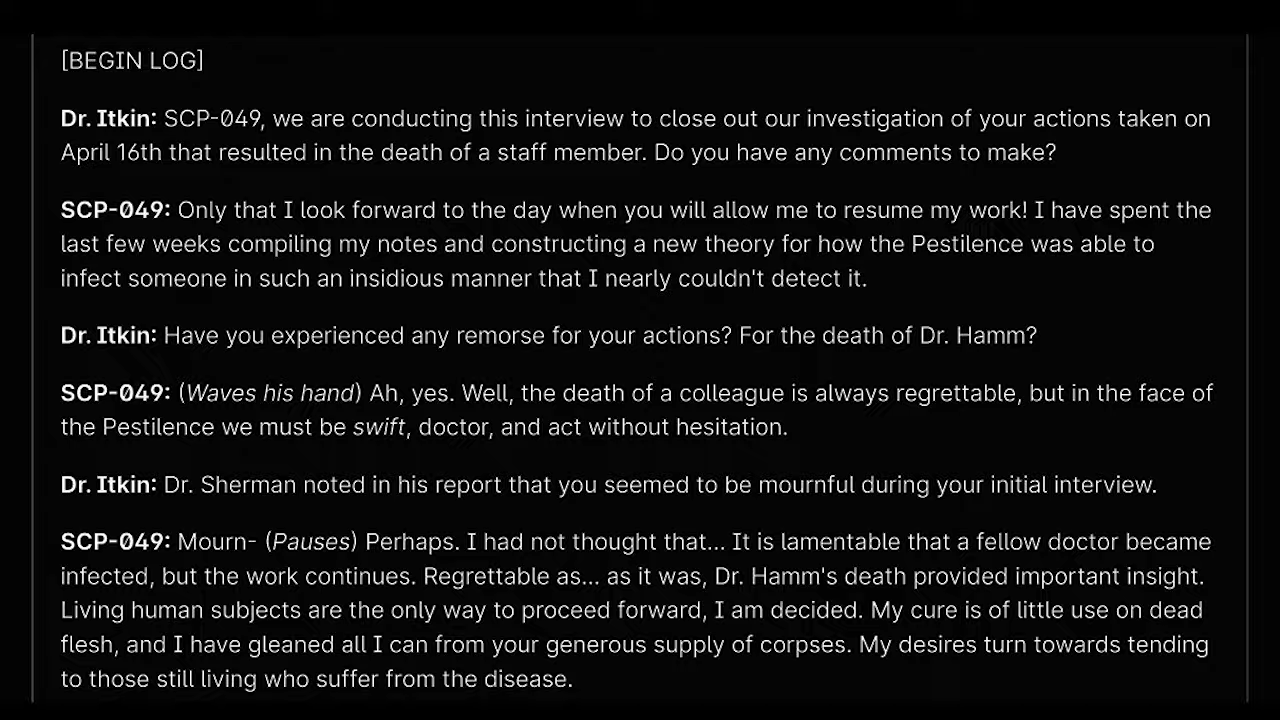 [BEGIN LOG]
Dr. Itkin: SCP-049, we are conducting this interview to close out our investigation of your actions taken on
April 16th that resulted in the death of a staff member. Do you have any comments to make?
SCP-049: Only that I look forward to the day when you will allow me to resume my work! I have spent the
last few weeks compiling my notes and constructing a new theory for how the Pestilence was able to
infect someone in such an insidious manner that I nearly couldn't detect it.
Dr. Itkin: Have you experienced any remorse for your actions? For the death of Dr. Hamm?
SCP-049: (Waves his hand) Ah, yes. Well, the death of a colleague is always regrettable, but in the face of
the Pestilence we must be swift, doctor, and act without hesitation.
Dr. Itkin: Dr. Sherman noted in his report that you seemed to be mournful during your initial interview.
SCP-049: Mourn- (Pauses) Perhaps. I had not thought that... It is lamentable that a fellow doctor became
infected, but the work continues. Regrettable as... as it was, Dr. Hamm's death provided important insight.
Living human subjects are the only way to proceed forward, I am decided. My cure is of little use on dead
flesh, and I have gleaned all I can from your generous supply of corpses. My desires turn towards tending
to those still living who suffer from the disease.